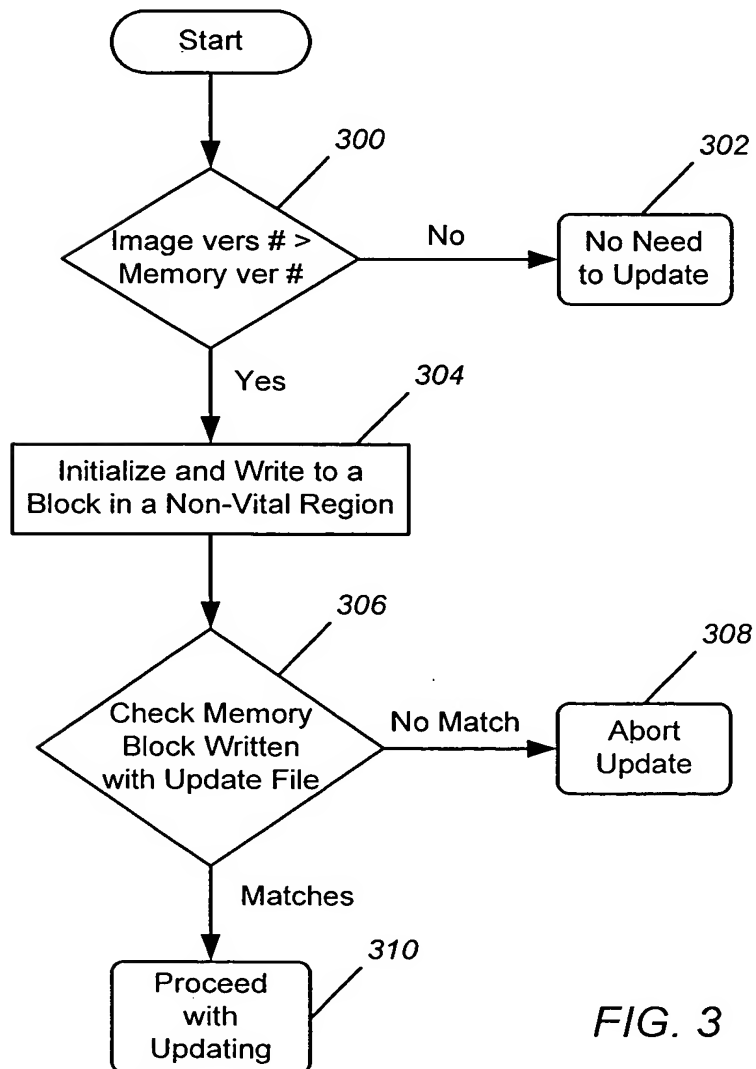 Start
300
302
Image vers # >
Memory ver #
No
No Need
to Update
Yes
304
Initialize and Write to a
Block in a Non-Vital Region
306
308
Check Memory
Block Written
with Update File
No Match
Abort
Update
Matches
310
Proceed
with
Updating
FIG. 3